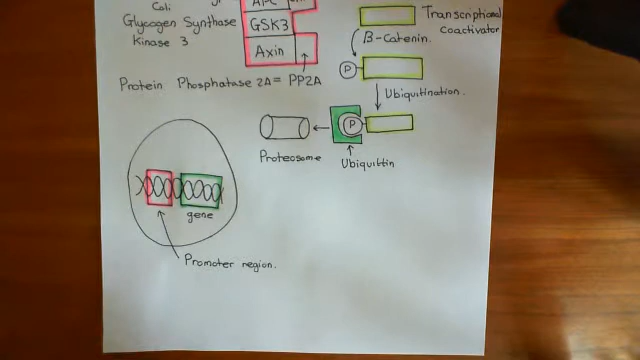 Coli
Glycogen Synthase
Kinase 3
APC
GSK3
Axin
Protein Phosphatase 2A = PP2A
Transcriptional
coactivator
β-Catenin.
P
Ubiquitination.
P
Proteosome
Ubiquittin
gene
Promoter region.